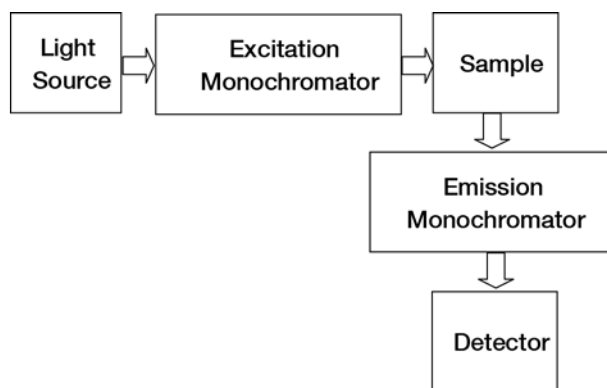 Light
Source
Excitation
Monochromator
Sample
Emission
Monochromator
Detector